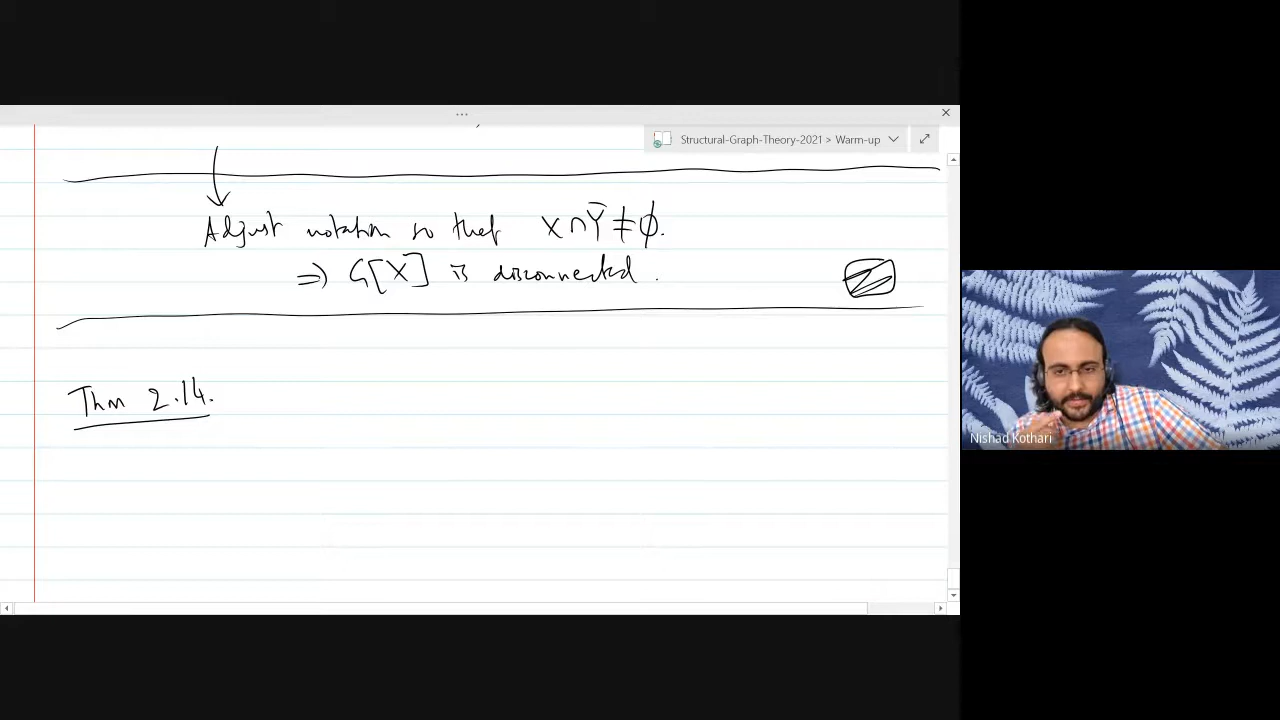 Structural-Graph-Theory-2021 > Warm-up
Adjust notation so that X∩Ȳ ≠ ϕ.
⇒ G[X] is disconnected.
Thm 2.14.
Nishad Kothari